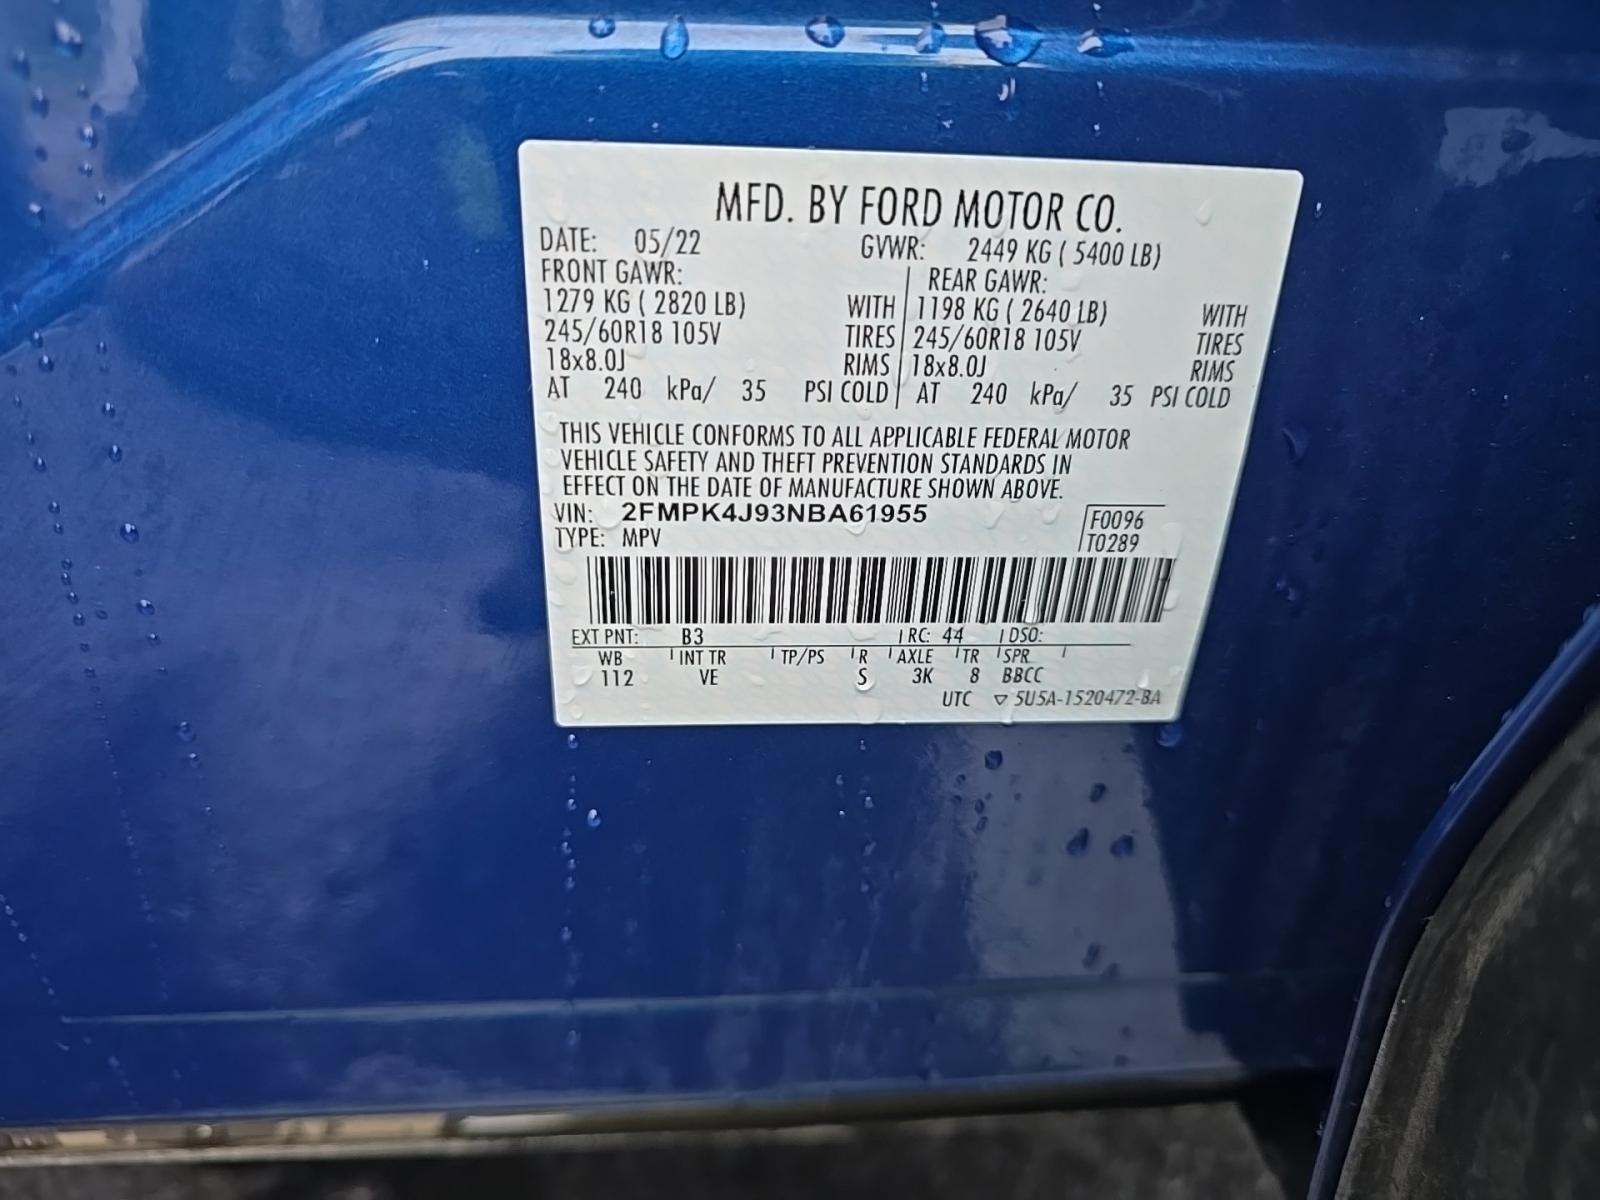 MFD. BY FORD MOTOR CO.
DATE: 05/22 GVWR: 2449 KG ( 5400 LB)
FRONT GAWR: REAR GAWR:
1279 KG ( 2820 LB) WITH 1198 KG ( 2640 LB) WITH
245/60R18 105V TIRES 245/60R18 105V TIRES
18x8.0J RIMS 18x8.0J RIMS
AT 240 kPa/ 35 PSI COLD AT 240 kPa/ 35 PSI COLD
THIS VEHICLE CONFORMS TO ALL APPLICABLE FEDERAL MOTOR
VEHICLE SAFETY AND THEFT PREVENTION STANDARDS IN
EFFECT ON THE DATE OF MANUFACTURE SHOWN ABOVE.
VIN: 2FMPK4J93NBA61955 F0096
TYPE: MPV T0289
EXT PNT: B3 RC: 44 DSO:
WB INT TR TP/PS R AXLE TR SPR
112 VE S 3K 8 BBCC
UTC ▽ 5U5A-1520472-BA